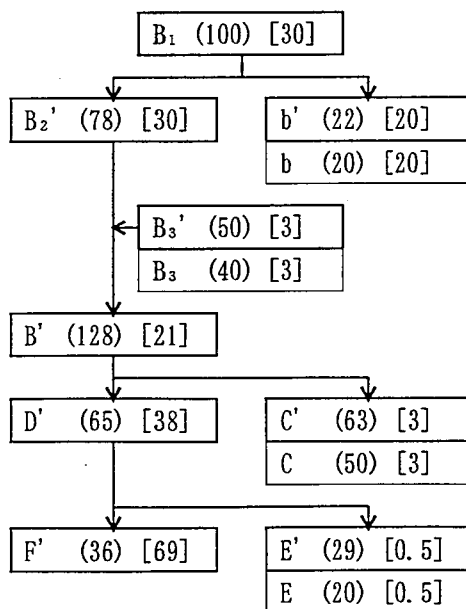 B₁ (100) [30]
B₂' (78) [30]
b' (22) [20]
b (20) [20]
B₃' (50) [3]
B₃ (40) [3]
B' (128) [21]
D' (65) [38]
C' (63) [3]
C (50) [3]
F' (36) [69]
E' (29) [0.5]
E (20) [0.5]